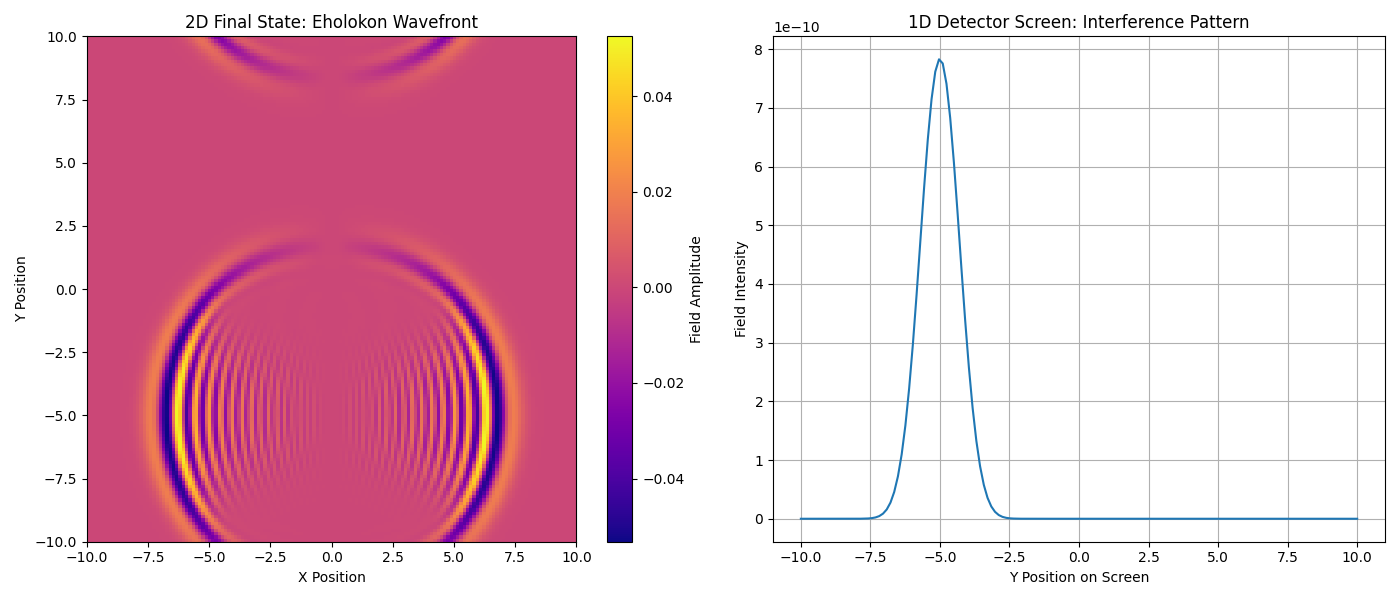 2D Final State: Eholokon Wavefront
10.0
7.5
5.0
2.5
0.0
−2.5
−5.0
−7.5
−10.0
Y Position
−10.0 −7.5 −5.0 −2.5 0.0 2.5 5.0 7.5 10.0
X Position
0.04
0.02
0.00
−0.02
−0.04
Field Amplitude
1D Detector Screen: Interference Pattern
1e−10
8
7
6
5
4
3
2
1
0
Field Intensity
−10.0 −7.5 −5.0 −2.5 0.0 2.5 5.0 7.5 10.0
Y Position on Screen